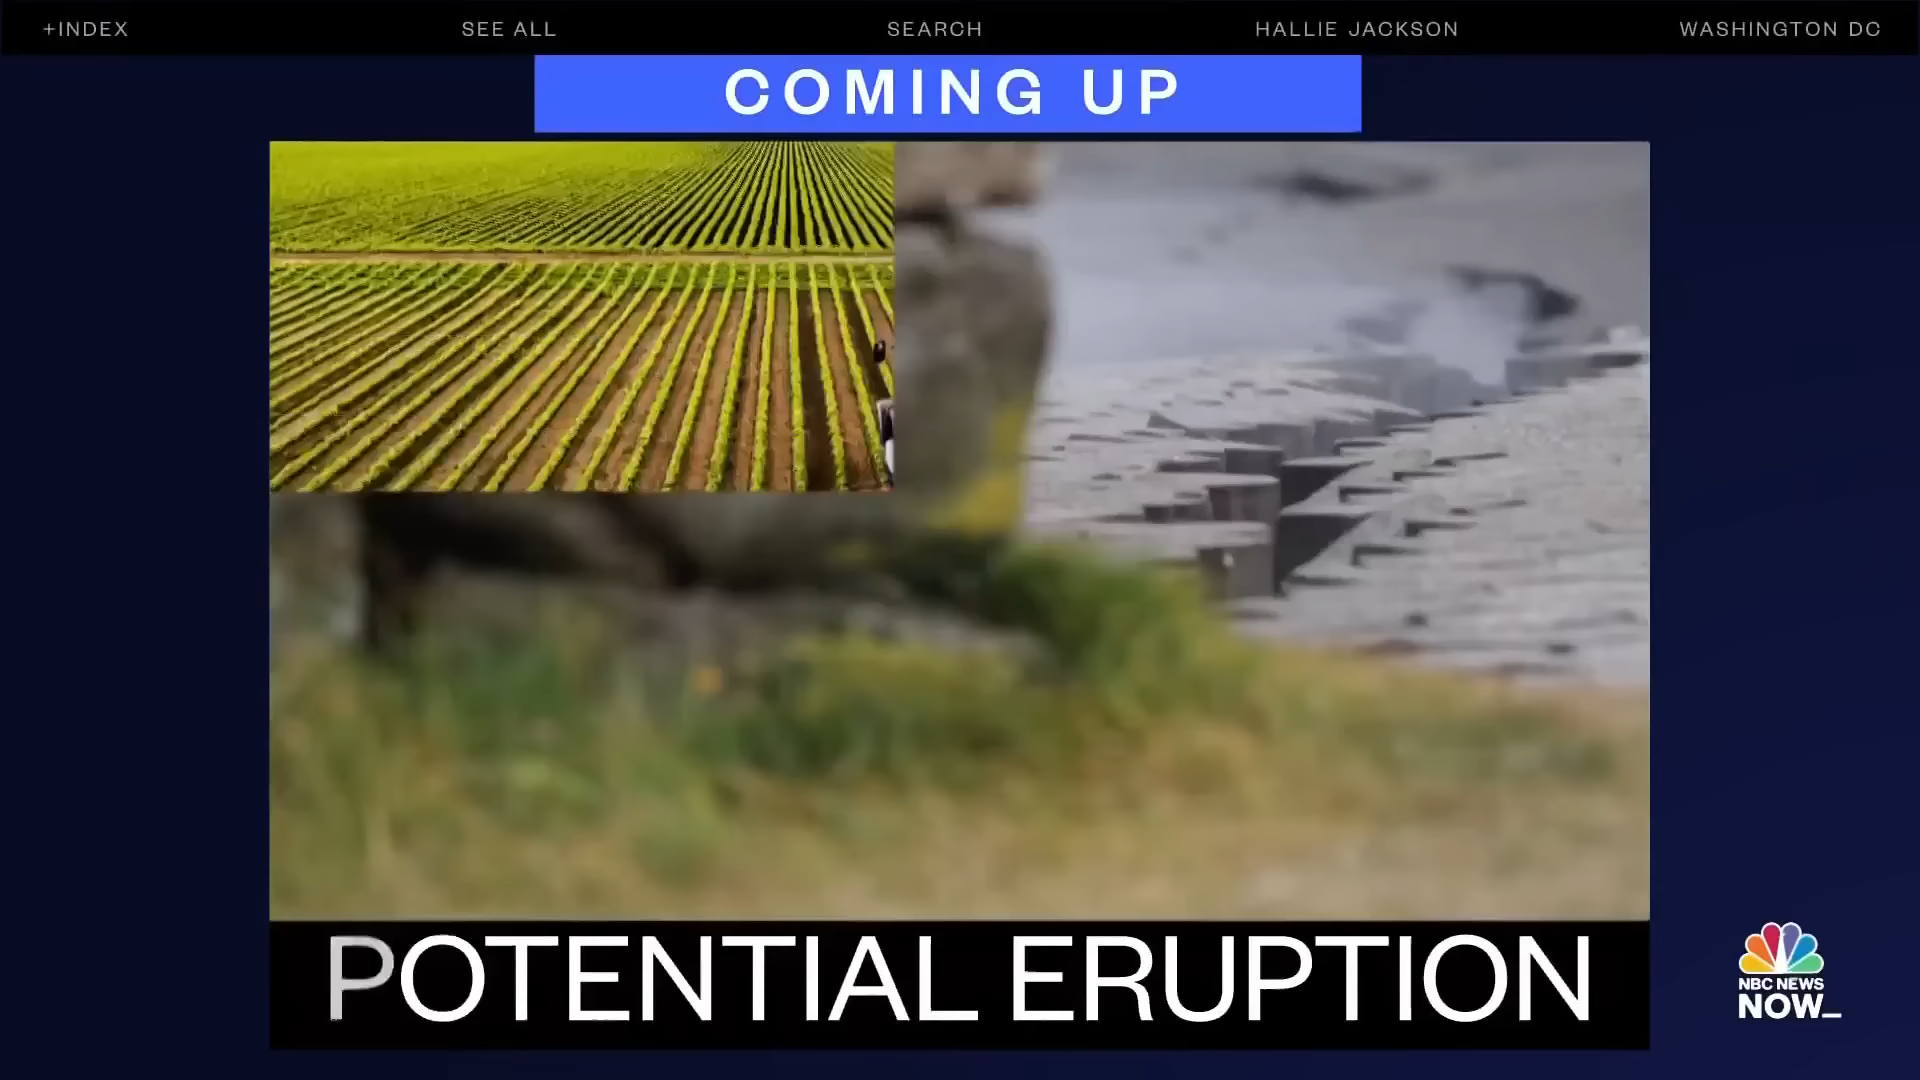 +INDEX
SEE ALL
SEARCH
HALLIE JACKSON
WASHINGTON DC
COMING UP
POTENTIAL ERUPTION
NBC NEWS
NOW_